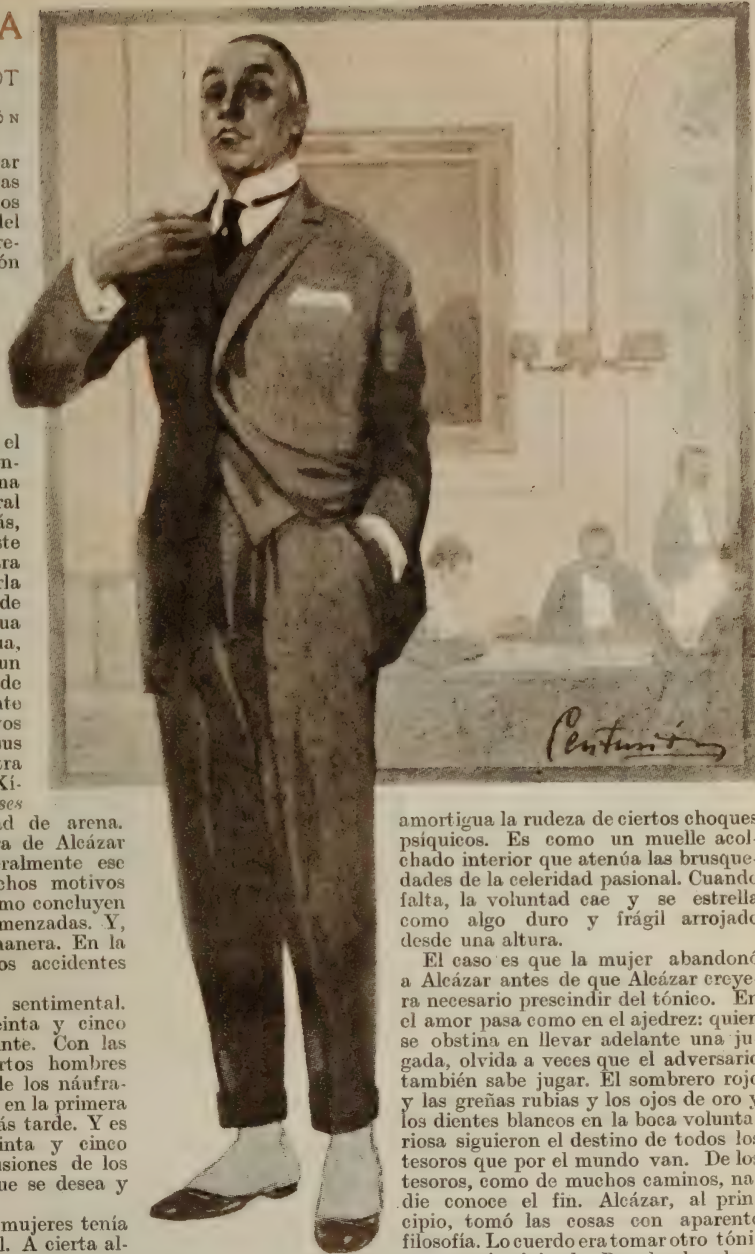 A
OT
ÓN
ar
as
os
del
re-
ón
el
n-
na
ral
ás,
ste
ra
rla
de
ua
ua,
un
de
nte
vos
sus
tra
Xí-
ses
ad de arena.
ra de Alcázar
eralmente ese
chos motivos
mo concluyen
menzadas. Y,
manera. En la
os accidentes
sentimental.
einta y cinco
nte. Con las
rtos hombres
le los náufra-
en la primera
ás tarde. Y es
inta y cinco
usiones de los
ue se desea y
mujeres tenía
l. A cierta al-
Centurión
amortigua la rudeza de ciertos choques
psíquicos. Es como un muelle acol-
chado interior que atenúa las brusque-
dades de la celeridad pasional. Cuando
falta, la voluntad cae y se estrella
como algo duro y frágil arrojado
desde una altura.
El caso es que la mujer abandonó
a Alcázar antes de que Alcázar creye-
ra necesario prescindir del tónico. En
el amor pasa como en el ajedrez: quien
se obstina en llevar adelante una ju-
gada, olvida a veces que el adversario
también sabe jugar. El sombrero rojo
y las greñas rubias y los ojos de oro y
los dientes blancos en la boca volunta-
riosa siguieron el destino de todos los
tesoros que por el mundo van. De los
tesoros, como de muchos caminos, na-
die conoce el fin. Alcázar, al prin-
cipio, tomó las cosas con aparente
filosofía. Lo cuerdo era tomar otro tóni-